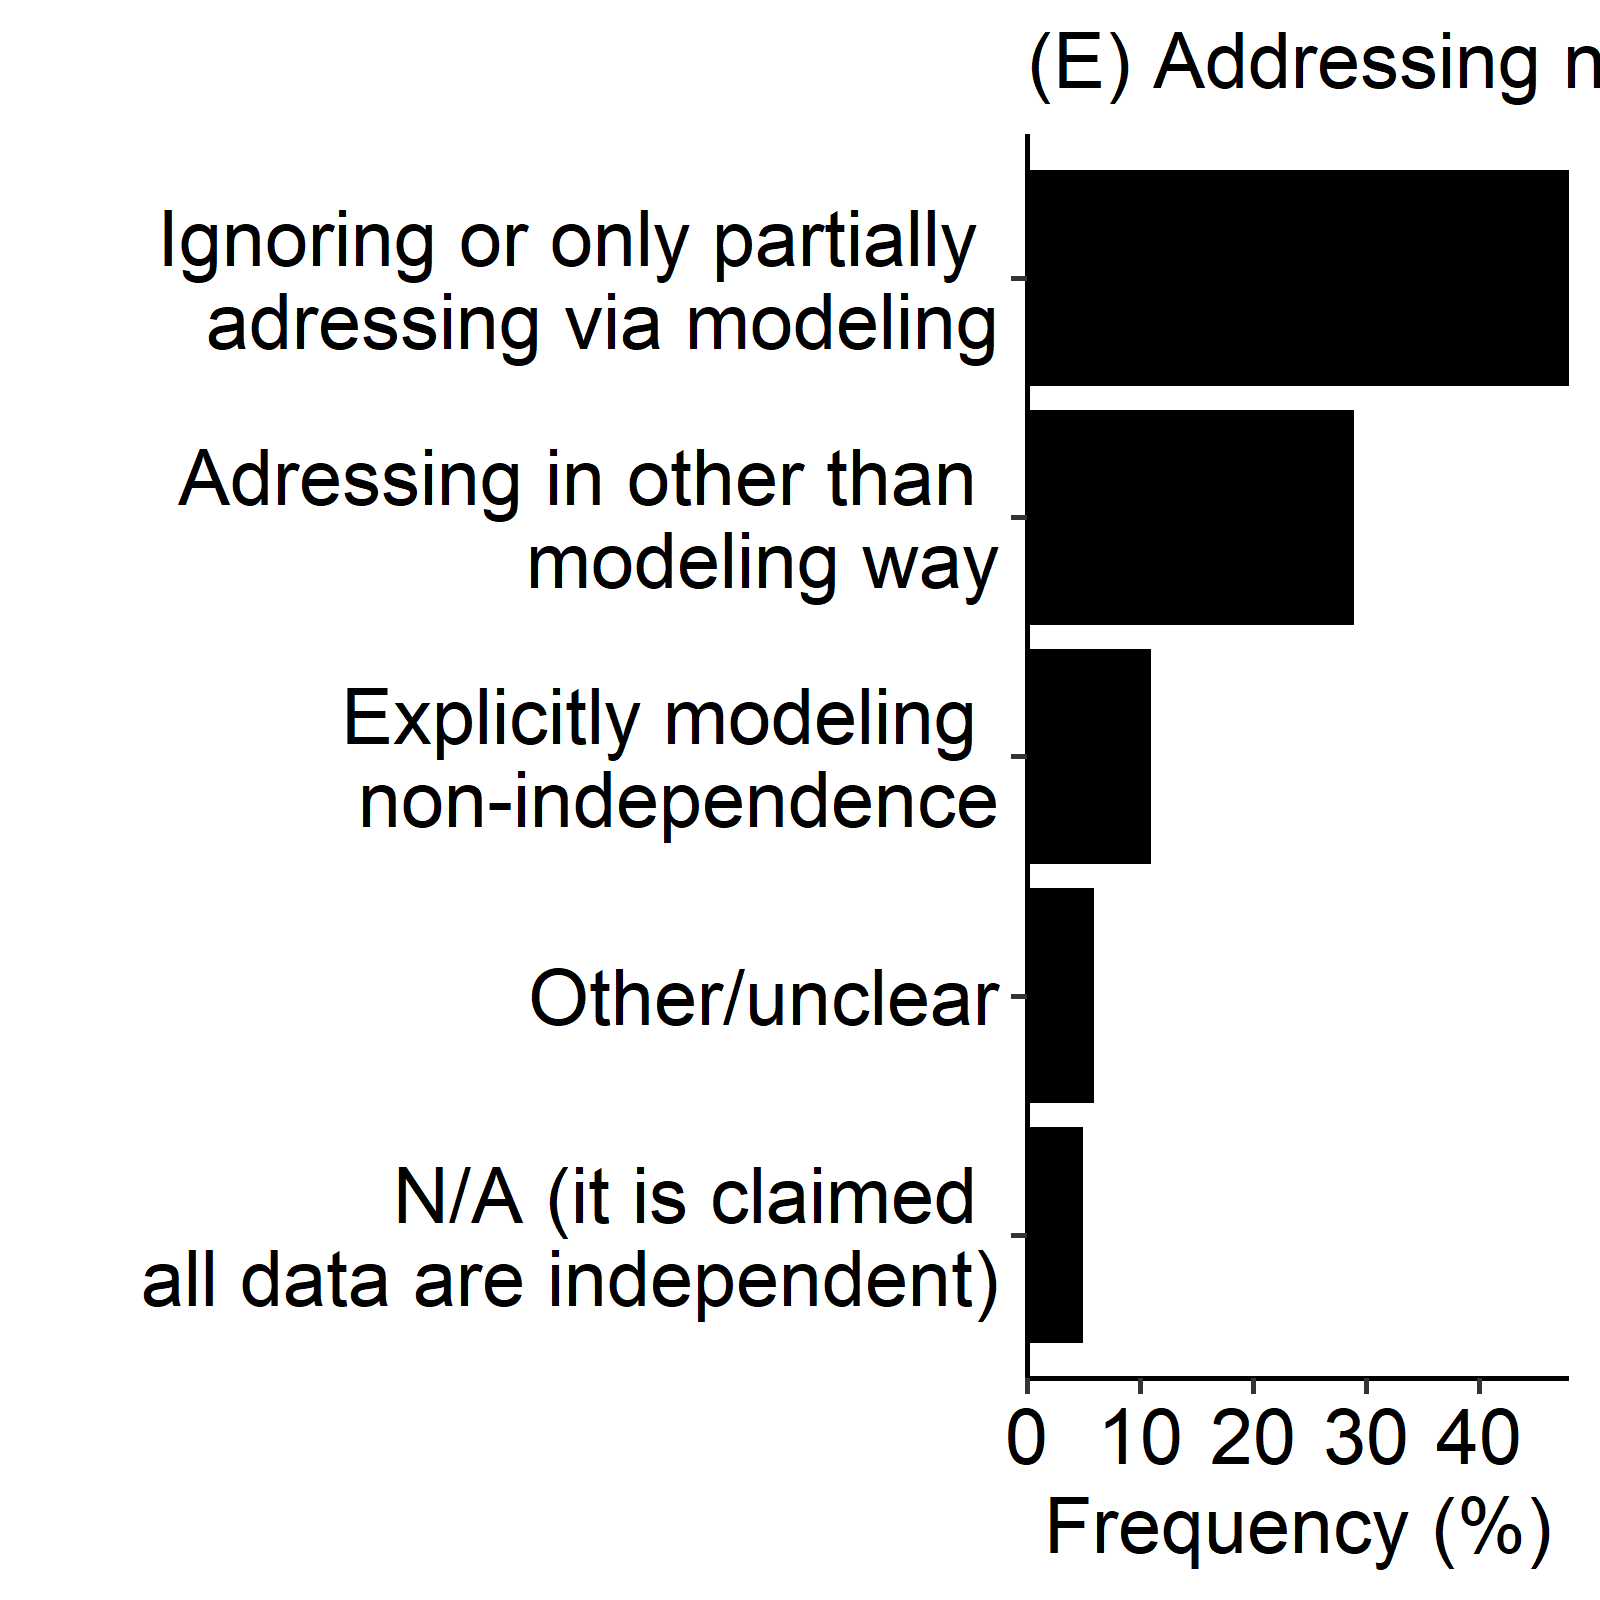 (E) Addressing n
Ignoring or only partially
adressing via modeling
Adressing in other than
modeling way
Explicitly modeling
non-independence
Other/unclear
N/A (it is claimed
all data are independent)
0 10 20 30 40
Frequency (%)